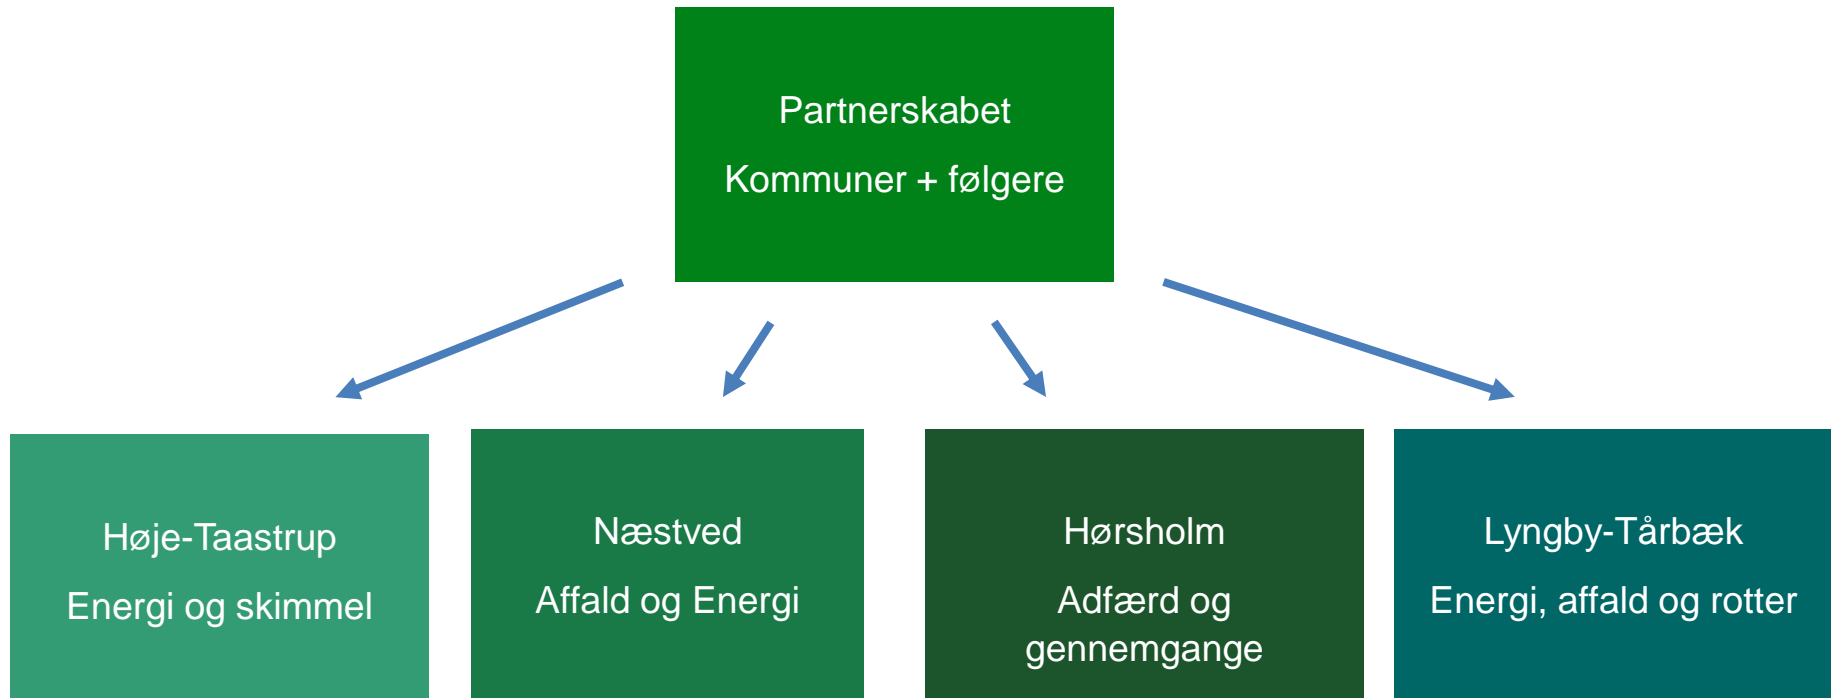 Partnerskabet
Kommuner + følgere
Høje-Taastrup
Energi og skimmel
Næstved
Affald og Energi
Hørsholm
Adfærd og
gennemgange
Lyngby-Tårbæk
Energi, affald og rotter